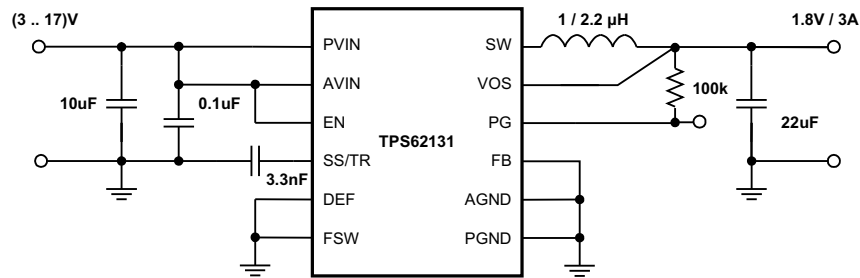 (3 .. 17)V
1 / 2.2 µH
1.8V / 3A
PVIN
SW
AVIN
VOS
10uF
0.1uF
100k
EN
PG
22uF
TPS62131
SS/TR
FB
3.3nF
DEF
AGND
FSW
PGND